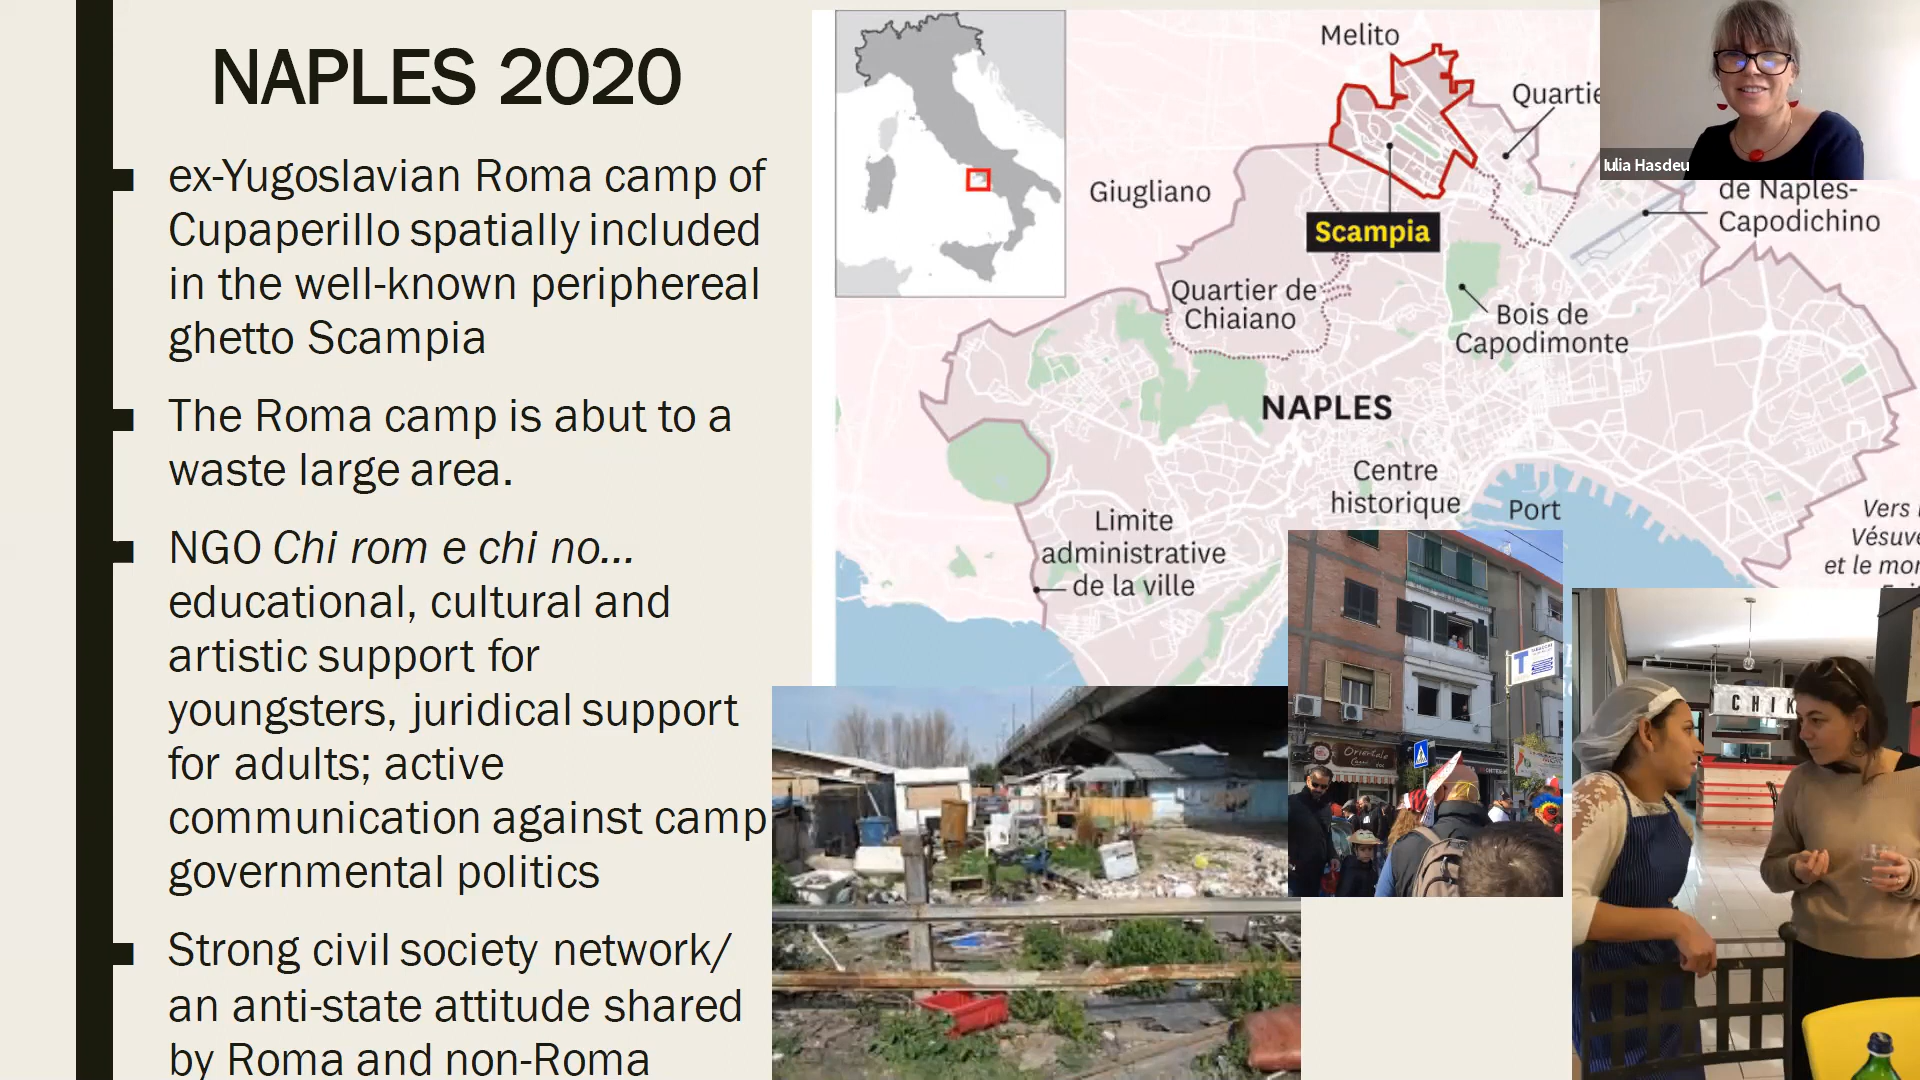 NAPLES 2020
ex-Yugoslavian Roma camp of
Cupaperillo spatially included
in the well-known periphereal
ghetto Scampia
The Roma camp is abut to a
waste large area.
NGO Chi rom e chi no...
educational, cultural and
artistic support for
youngsters, juridical support
for adults; active
communication against camp
governmental politics
Strong civil society network/
an anti-state attitude shared
by Roma and non-Roma
Melito
Quartie
Giugliano
Scampia
de Naples-
Capodichino
Quartier de
Chiaiano
Bois de
Capodimonte
NAPLES
Centre
historique
Port
Limite
administrative
de la ville
Vers
Vésuve
et le mon
Iulia Hasdeu
T
Orientale
CHIK